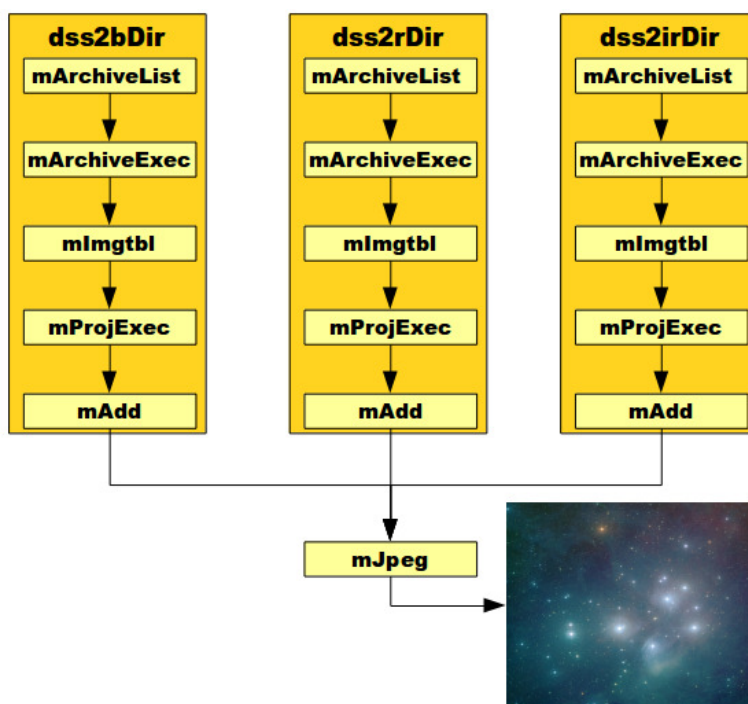 dss2bDir
mArchiveList
mArchiveExec
mImgtbl
mProjExec
mAdd
dss2rDir
mArchiveList
mArchiveExec
mImgtbl
mProjExec
mAdd
dss2irDir
mArchiveList
mArchiveExec
mImgtbl
mProjExec
mAdd
mJpeg